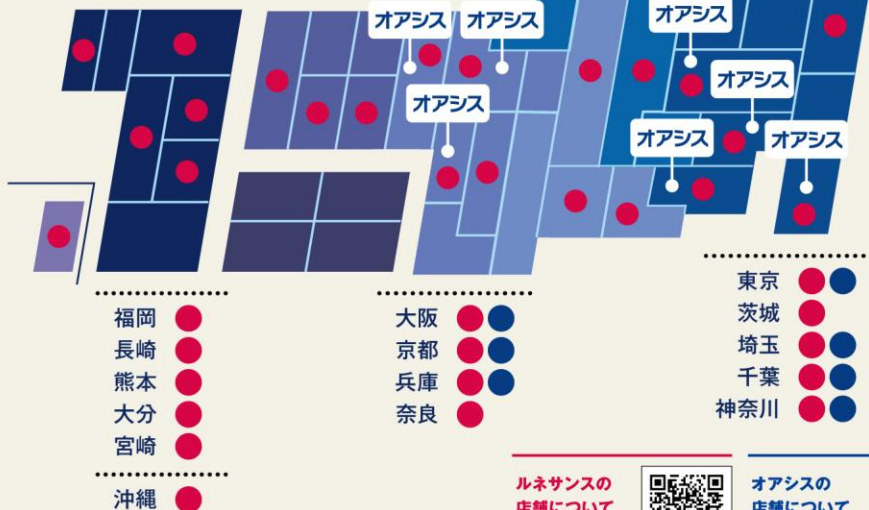 オアシス
オアシス
オアシス
オアシス
オアシス
オアシス
オアシス
福岡
長崎
熊本
大分
宮崎
沖縄
大阪
京都
兵庫
奈良
東京
茨城
埼玉
千葉
神奈川
ルネサンスの
店舗について
オアシスの
店舗について